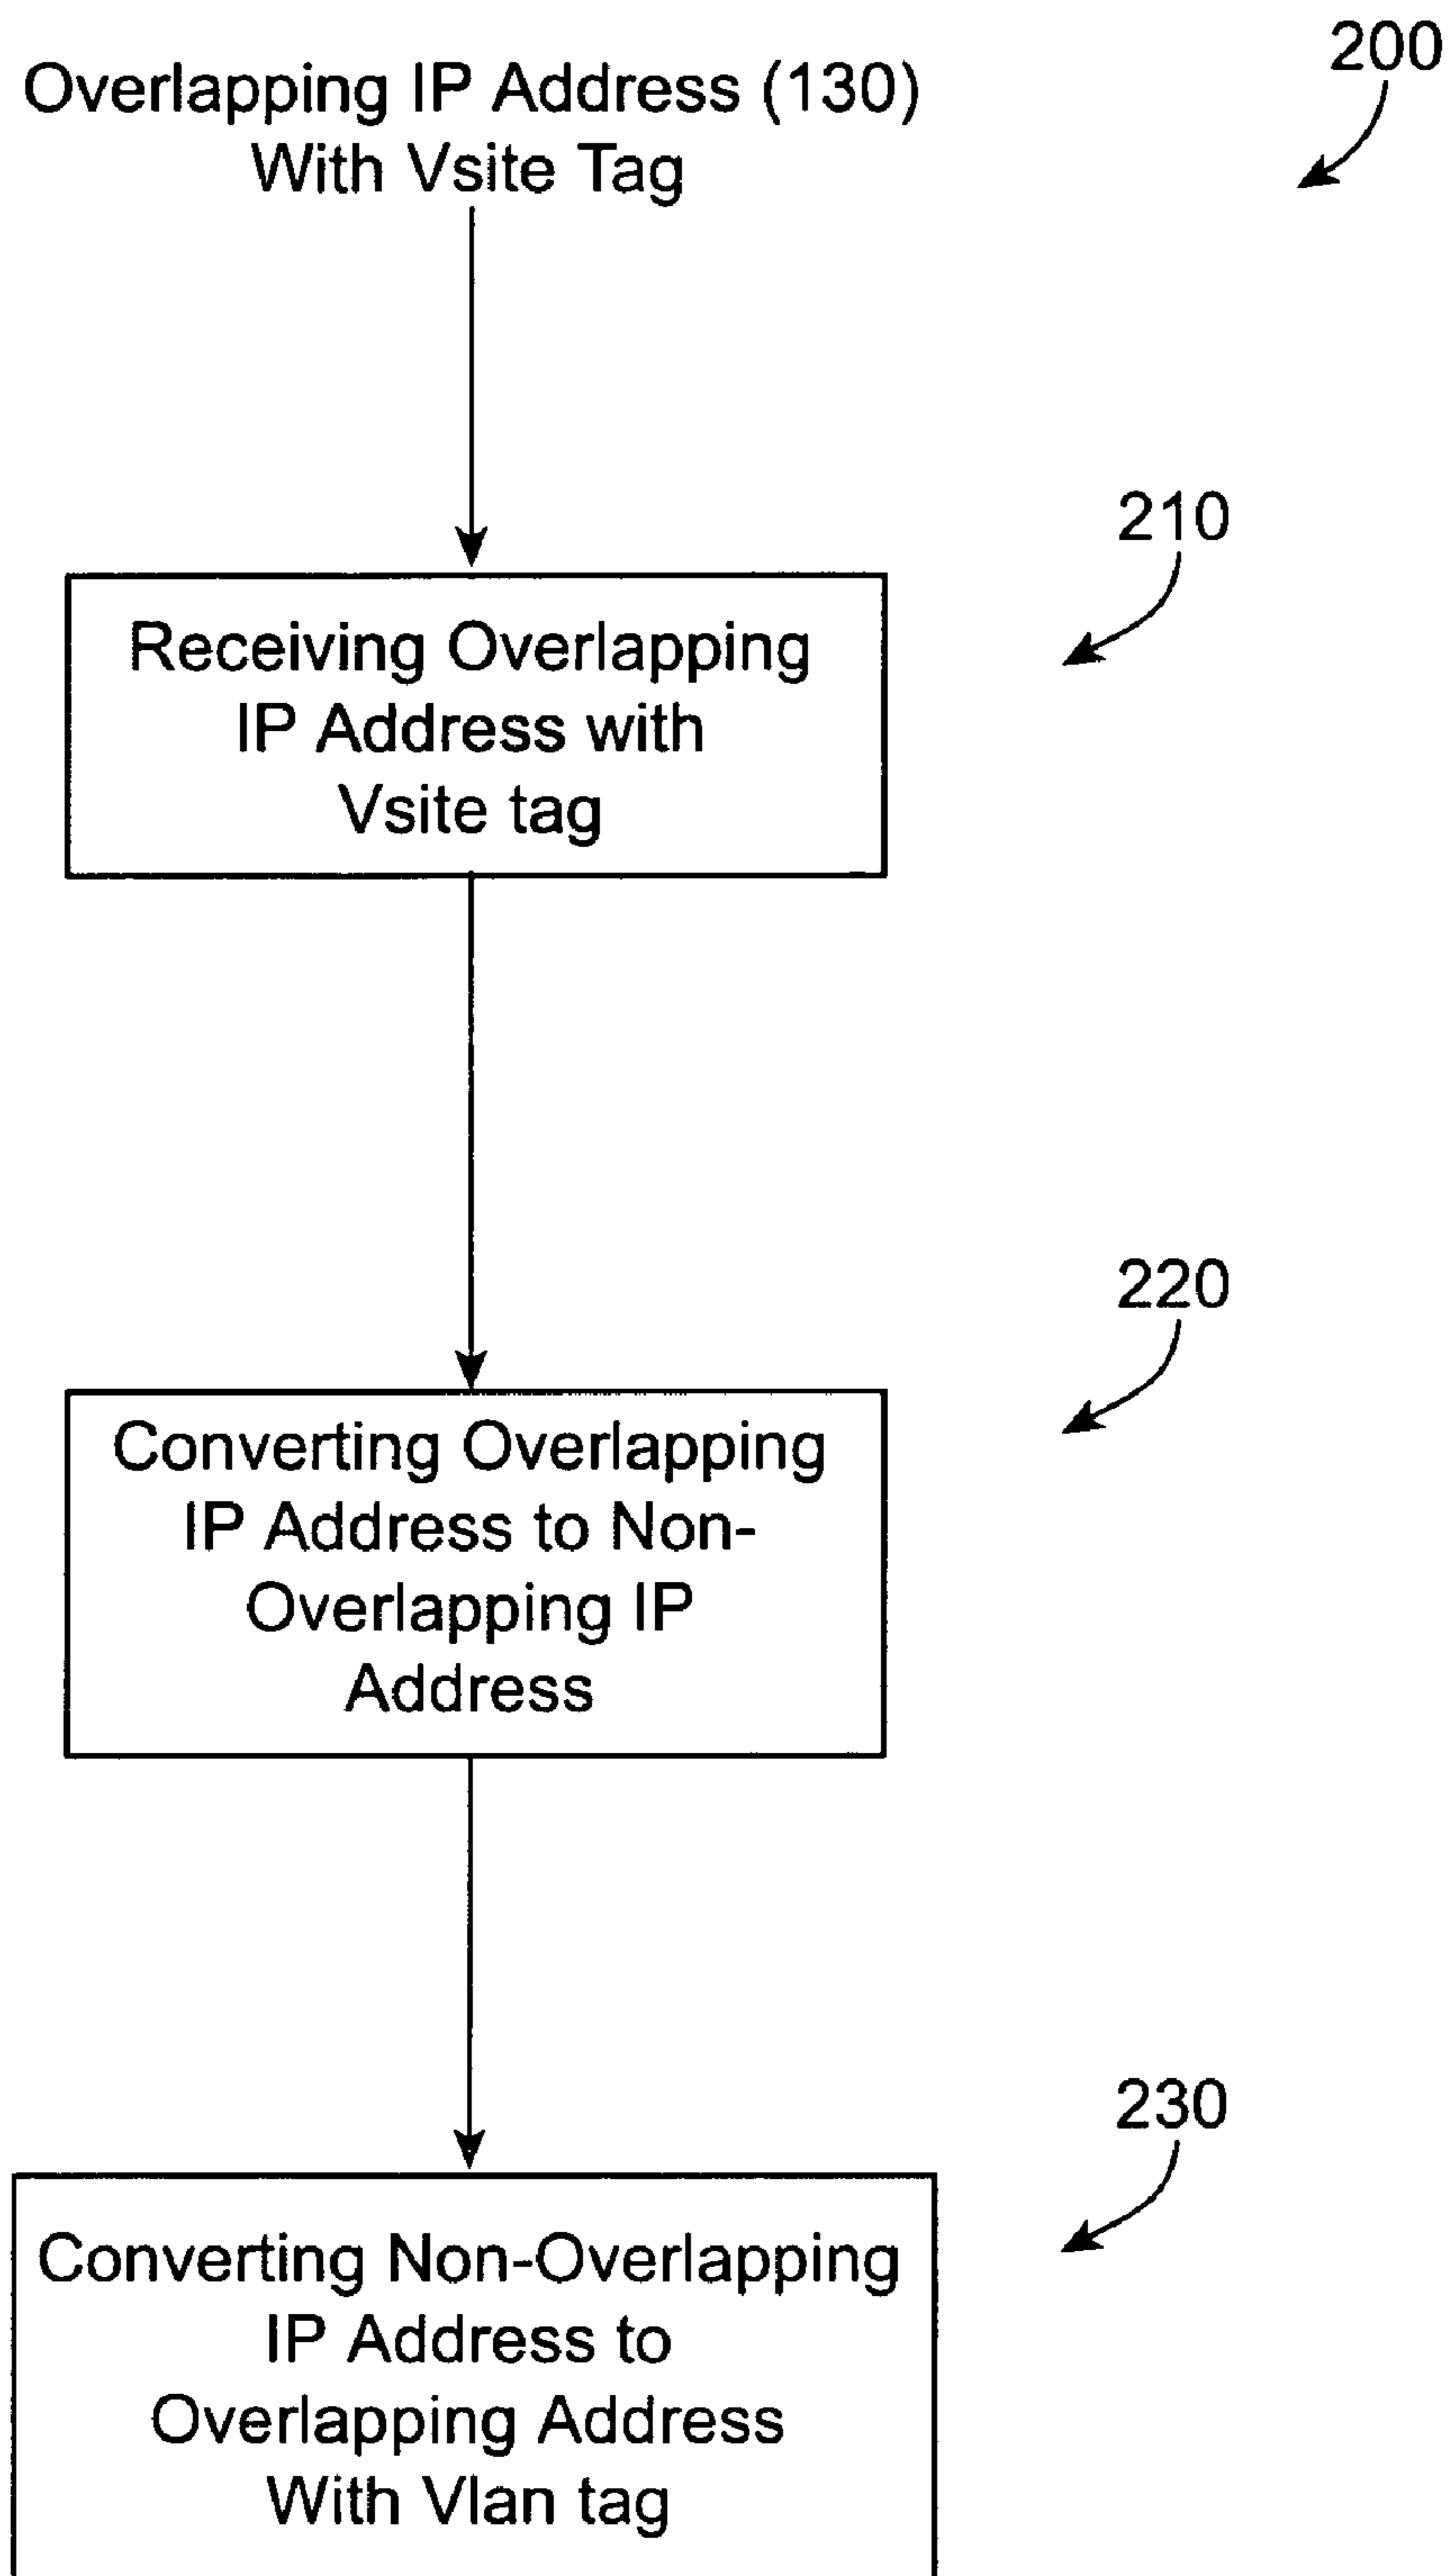 200
Overlapping IP Address (130)
With Vsite Tag
210
Receiving Overlapping
IP Address with
Vsite tag
220
Converting Overlapping
IP Address to Non-
Overlapping IP
Address
230
Converting Non-Overlapping
IP Address to
Overlapping Address
With Vlan tag